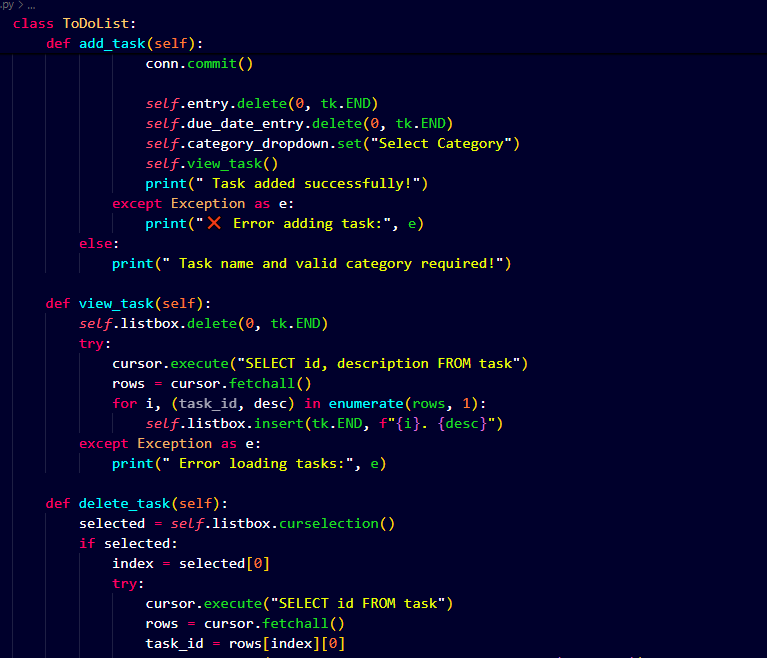 .py > ...
class ToDoList:
    def add_task(self):
                conn.commit()

                self.entry.delete(0, tk.END)
                self.due_date_entry.delete(0, tk.END)
                self.category_dropdown.set("Select Category")
                self.view_task()
                print(" Task added successfully!")
            except Exception as e:
                print("❌ Error adding task:", e)
        else:
            print(" Task name and valid category required!")

    def view_task(self):
        self.listbox.delete(0, tk.END)
        try:
            cursor.execute("SELECT id, description FROM task")
            rows = cursor.fetchall()
            for i, (task_id, desc) in enumerate(rows, 1):
                self.listbox.insert(tk.END, f"{i}. {desc}")
        except Exception as e:
            print(" Error loading tasks:", e)

    def delete_task(self):
        selected = self.listbox.curselection()
        if selected:
            index = selected[0]
            try:
                cursor.execute("SELECT id FROM task")
                rows = cursor.fetchall()
                task_id = rows[index][0]